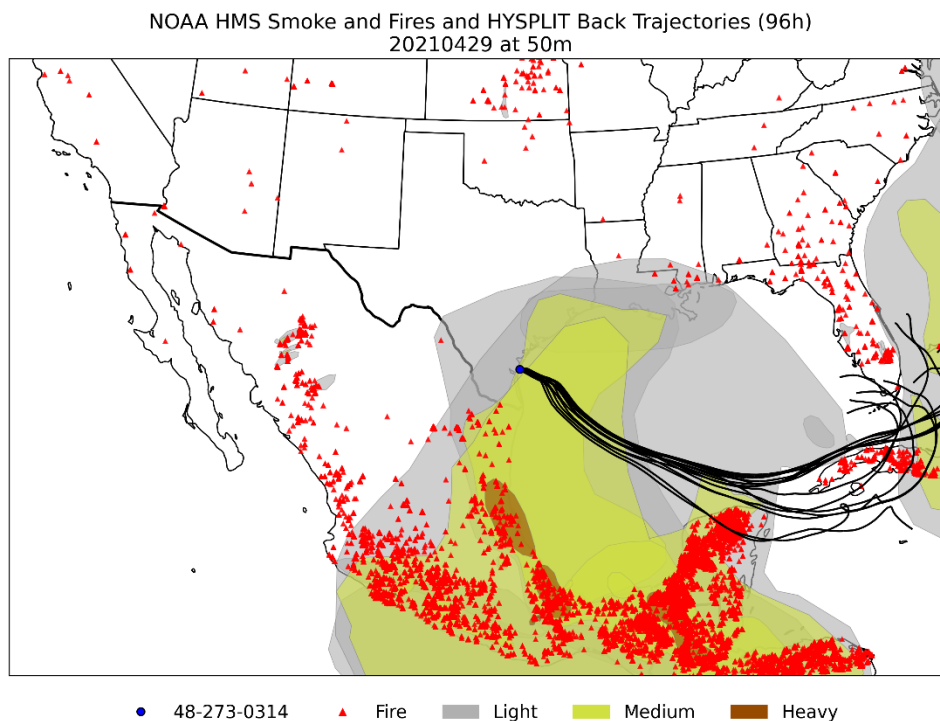 NOAA HMS Smoke and Fires and HYSPLIT Back Trajectories (96h)
20210429 at 50m
48-273-0314 Fire Light Medium Heavy